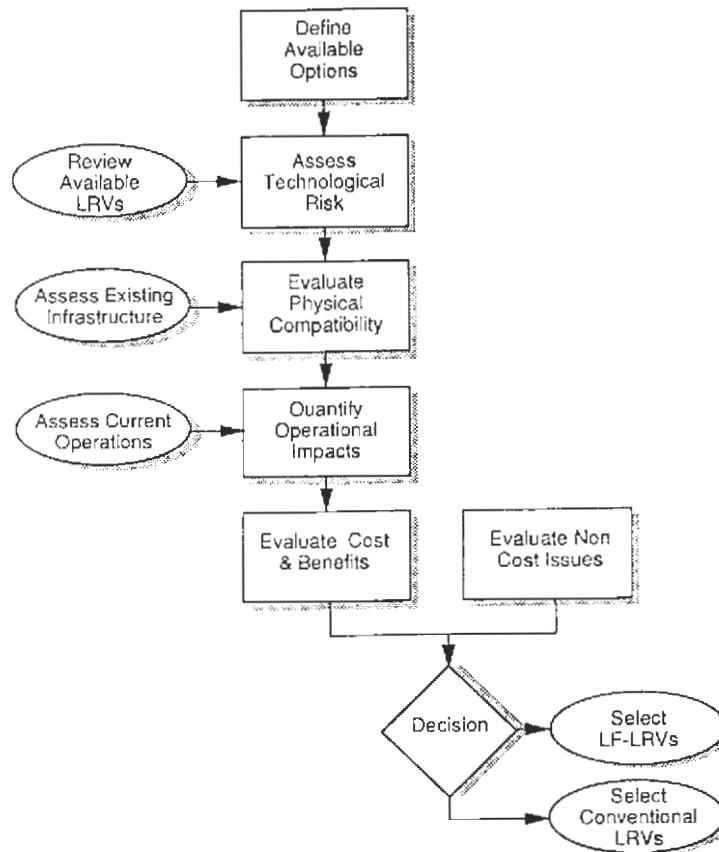 Define
Available
Options
Review
Available
LRVs
Assess
Technological
Risk
Assess Existing
Infrastructure
Evaluate
Physical
Compatibility
Assess Current
Operations
Quantify
Operational
Impacts
Evaluate Cost
& Benefits
Evaluate Non
Cost Issues
Decision
Select
LF-LRVs
Select
Conventional
LRVs